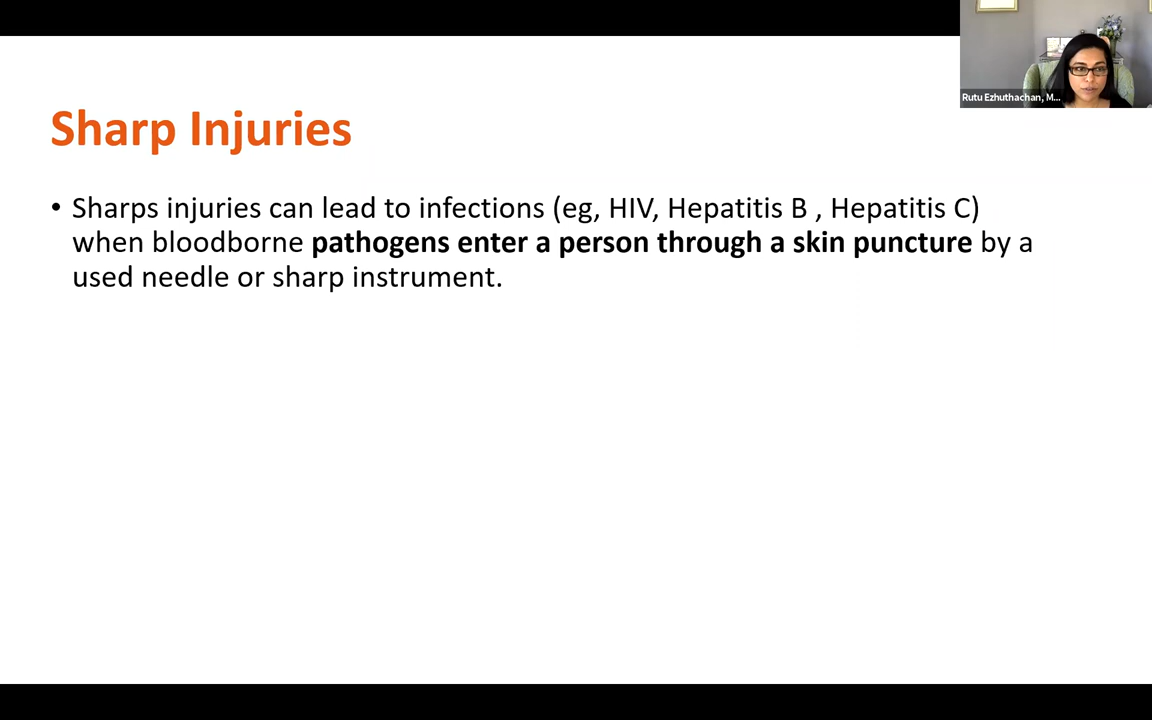 Rutu Ezhuthachan, M...
Sharp Injuries
• Sharps injuries can lead to infections (eg, HIV, Hepatitis B , Hepatitis C)
when bloodborne pathogens enter a person through a skin puncture by a
used needle or sharp instrument.